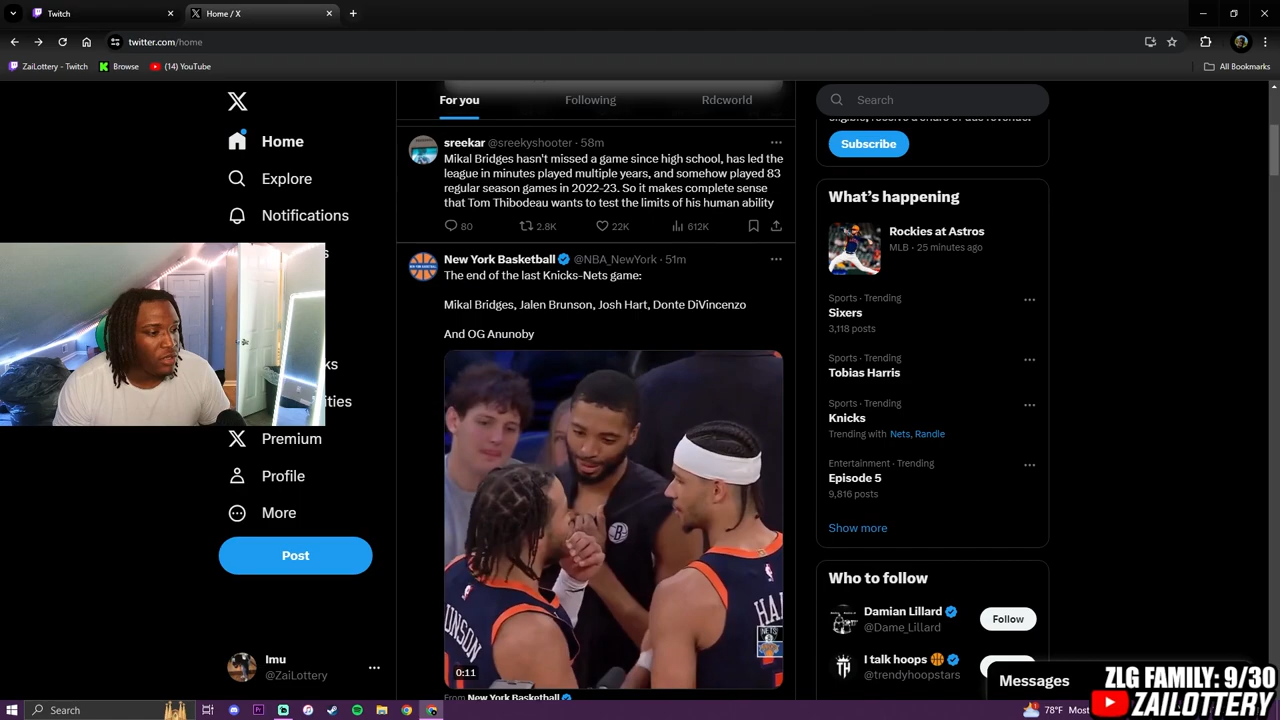 Twitch
Home / X
twitter.com/home
ZaiLottery - Twitch
Browse
(14) YouTube
All Bookmarks
Home
Explore
Notifications
Premium
Profile
More
Post
Imu
@ZaiLottery
For you
Following
Rdcworld
sreekar @sreekyshooter · 58m
Mikal Bridges hasn't missed a game since high school, has led the
league in minutes played multiple years, and somehow played 83
regular season games in 2022-23. So it makes complete sense
that Tom Thibodeau wants to test the limits of his human ability
80
2.8K
22K
612K
New York Basketball @NBA_NewYork · 51m
The end of the last Knicks-Nets game:
Mikal Bridges, Jalen Brunson, Josh Hart, Donte DiVincenzo
And OG Anunoby
0:11
From New York Basketball
Search
eligible, receive a share of ads revenue.
Subscribe
What's happening
Rockies at Astros
MLB · 25 minutes ago
Sports · Trending
Sixers
3,118 posts
Sports · Trending
Tobias Harris
Sports · Trending
Knicks
Trending with Nets, Randle
Entertainment · Trending
Episode 5
9,816 posts
Show more
Who to follow
Damian Lillard
@Dame_Lillard
Follow
I talk hoops
@trendyhoopstars
Messages
ZLG FAMILY: 9/30
ZAILOTTERY
Search
78°F